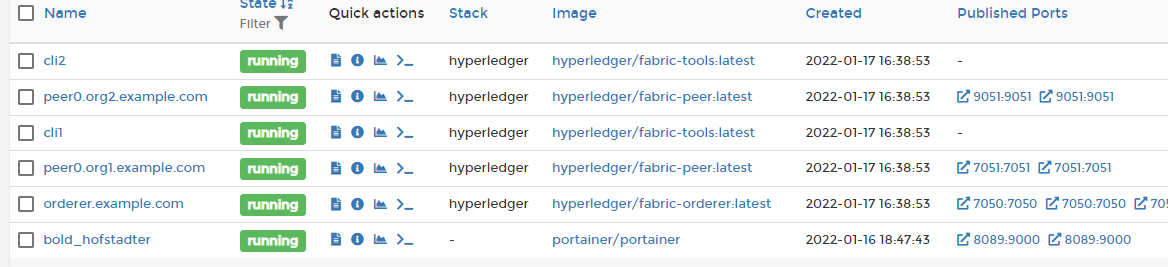 Name State Filter Quick actions Stack Image Created Published Ports
cli2 running hyperledger hyperledger/fabric-tools:latest 2022-01-17 16:38:53 -
peer0.org2.example.com running hyperledger hyperledger/fabric-peer:latest 2022-01-17 16:38:53 9051:9051 9051:9051
cli1 running hyperledger hyperledger/fabric-tools:latest 2022-01-17 16:38:53 -
peer0.org1.example.com running hyperledger hyperledger/fabric-peer:latest 2022-01-17 16:38:53 7051:7051 7051:7051
orderer.example.com running hyperledger hyperledger/fabric-orderer:latest 2022-01-17 16:38:53 7050:7050 7050:7050
bold_hofstadter running - portainer/portainer 2022-01-16 18:47:43 8089:9000 8089:9000